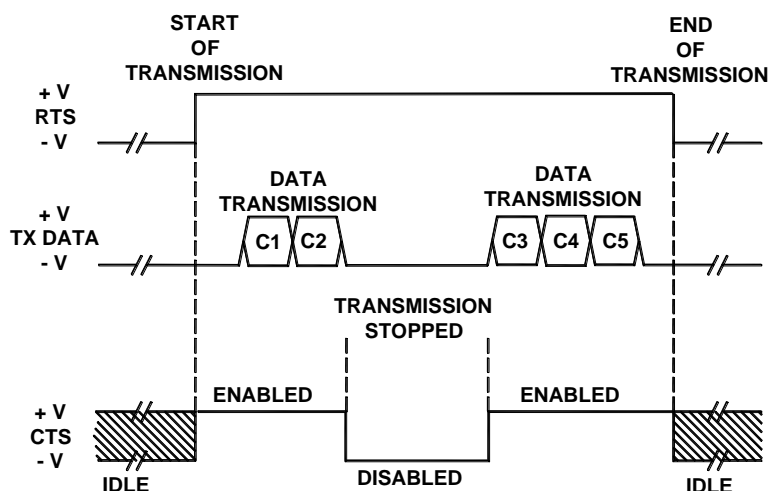 START
OF
TRANSMISSION
END
OF
TRANSMISSION
+ V
RTS
- V
DATA
TRANSMISSION
DATA
TRANSMISSION
+ V
TX DATA
- V
C1
C2
C3
C4
C5
TRANSMISSION
STOPPED
ENABLED
ENABLED
+ V
CTS
- V
IDLE
DISABLED
IDLE